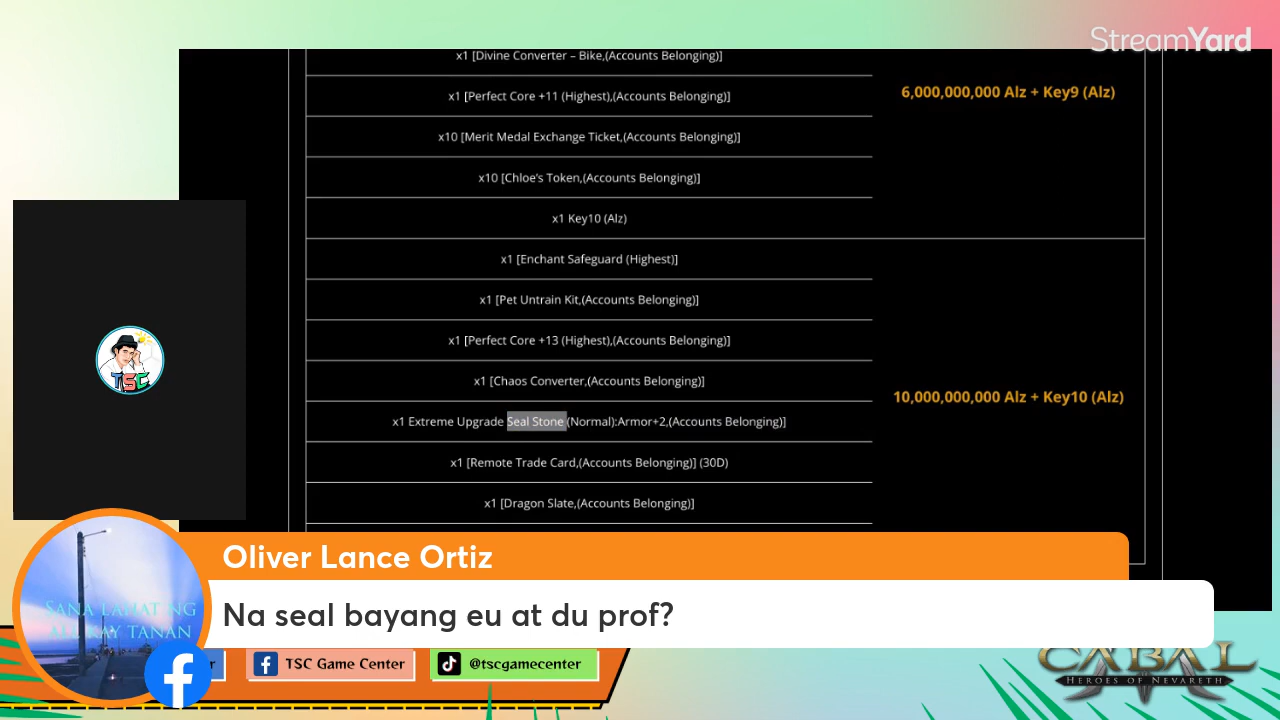 StreamYard
x1 [Divine Converter – Bike,(Accounts Belonging)]
6,000,000,000 Alz + Key9 (Alz)
x1 [Perfect Core +11 (Highest),(Accounts Belonging)]
x10 [Merit Medal Exchange Ticket,(Accounts Belonging)]
x10 [Chloe's Token,(Accounts Belonging)]
x1 Key10 (Alz)
x1 [Enchant Safeguard (Highest)]
x1 [Pet Untrain Kit,(Accounts Belonging)]
x1 [Perfect Core +13 (Highest),(Accounts Belonging)]
x1 [Chaos Converter,(Accounts Belonging)]
10,000,000,000 Alz + Key10 (Alz)
x1 Extreme Upgrade Seal Stone (Normal):Armor+2,(Accounts Belonging)]
x1 [Remote Trade Card,(Accounts Belonging)] (30D)
x1 [Dragon Slate,(Accounts Belonging)]
TSC
Oliver Lance Ortiz
Na seal bayang eu at du prof?
SANA LAHAT NG
TANAN
TSC Game Center
@tscgamecenter
CABAL
HEROES OF NEVARETH